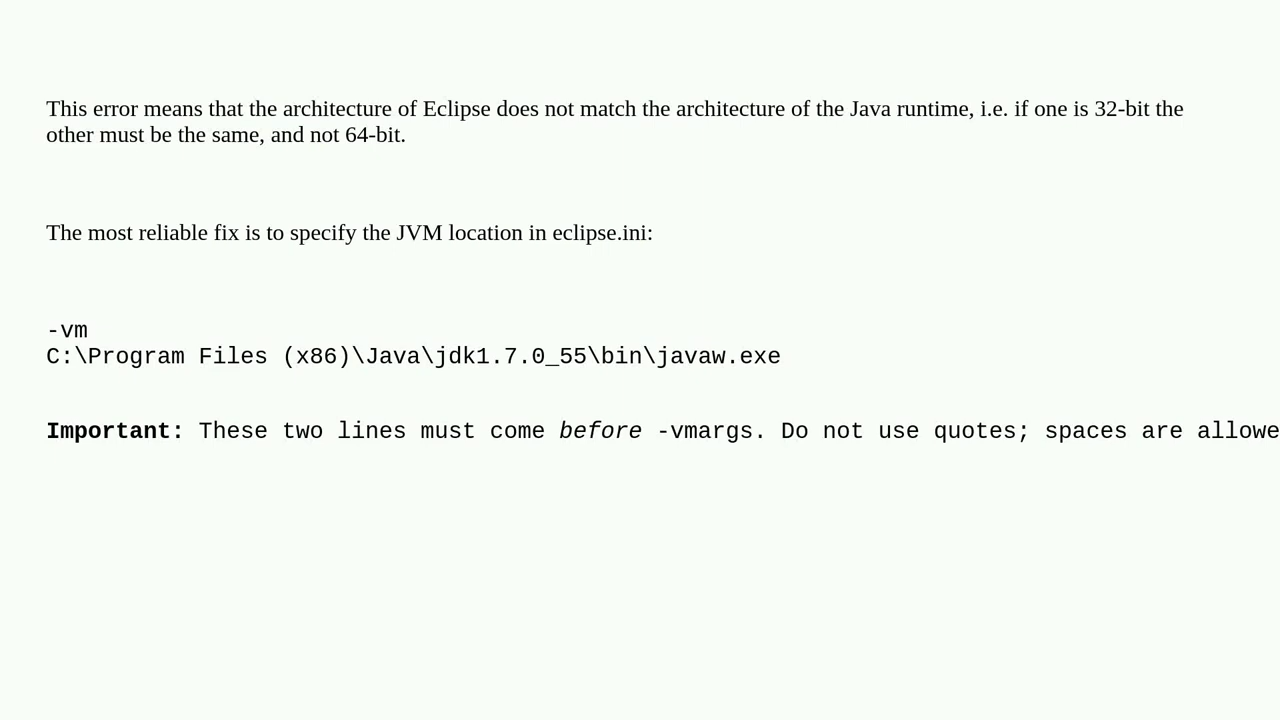 This error means that the architecture of Eclipse does not match the architecture of the Java runtime, i.e. if one is 32-bit the
other must be the same, and not 64-bit.
The most reliable fix is to specify the JVM location in eclipse.ini:
-vm
C:\Program Files (x86)\Java\jdk1.7.0_55\bin\javaw.exe
Important: These two lines must come before -vmargs. Do not use quotes; spaces are